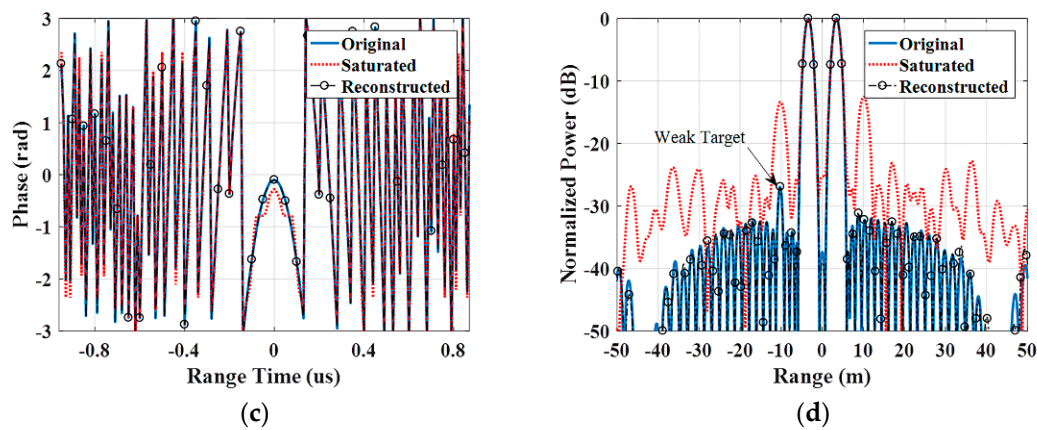 3
2
1
0
-1
-2
-3
Phase (rad)
Original
Saturated
Reconstructed
-0.8
-0.4
0
0.4
0.8
Range Time (us)
(c)
0
-10
-20
-30
-40
-50
Normalized Power (dB)
Original
Saturated
Reconstructed
Weak Target
-50
-40
-30
-20
-10
0
10
20
30
40
50
Range (m)
(d)